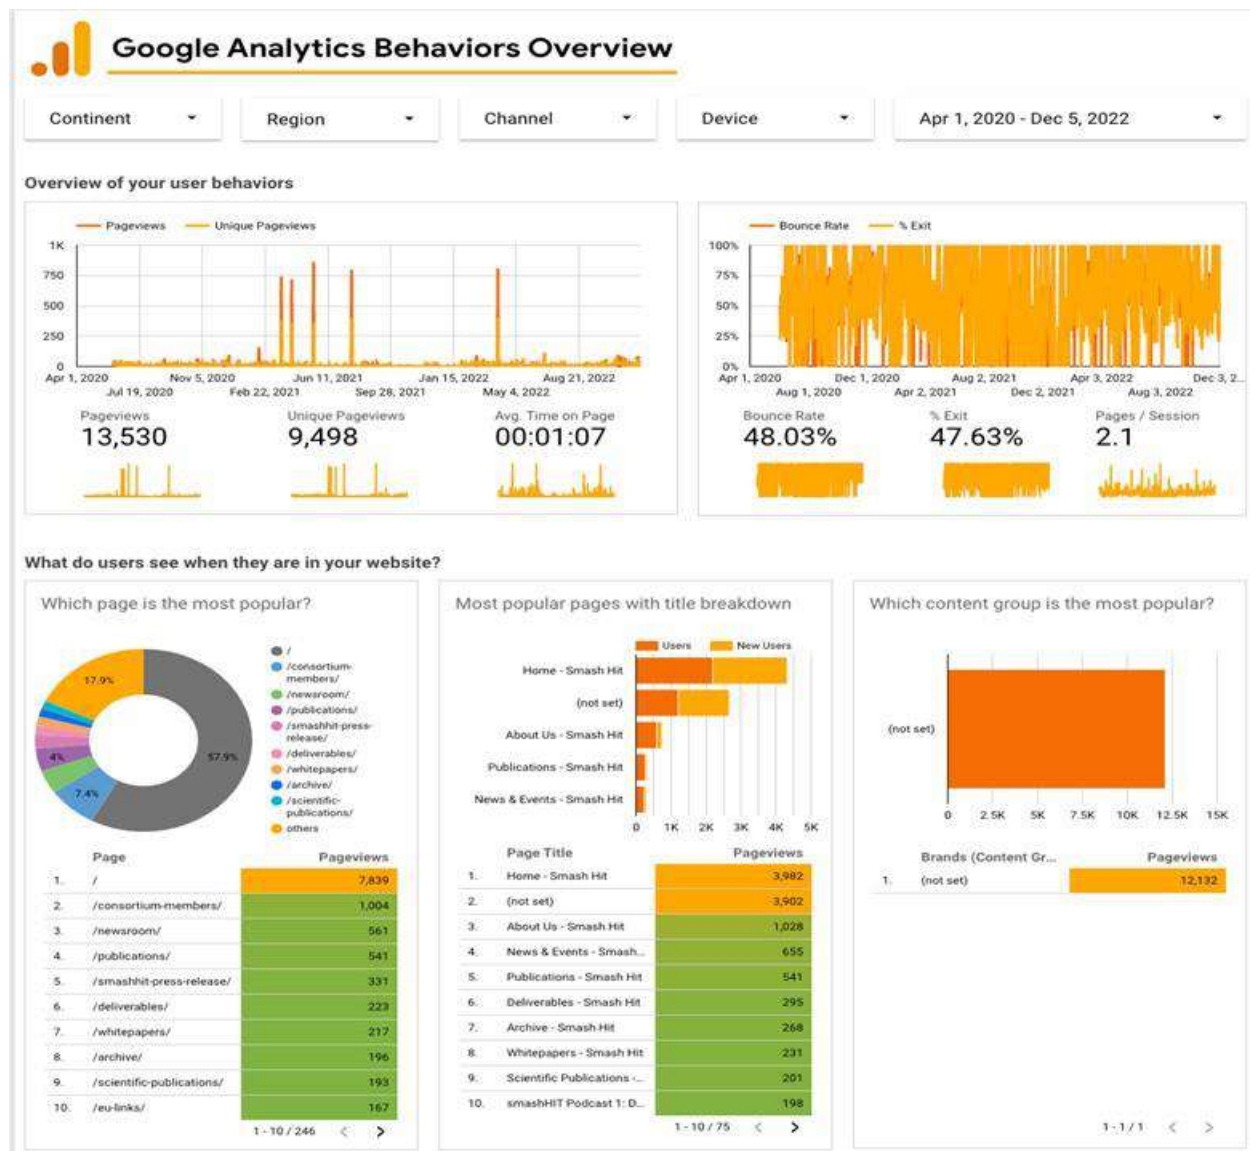 Google Analytics Behaviors Overview
Continent
Region
Channel
Device
Apr 1, 2020 - Dec 5, 2022
Overview of your user behaviors
Pageviews
Unique Pageviews
1K
750
500
250
0
Apr 1, 2020
Jul 19, 2020
Nov 5, 2020
Feb 22, 2021
Jun 11, 2021
Sep 28, 2021
Jan 15, 2022
May 4, 2022
Aug 21, 2022
Pageviews
13,530
Unique Pageviews
9,498
Avg. Time on Page
00:01:07
Bounce Rate
% Exit
100%
75%
50%
25%
0%
Apr 1, 2020
Aug 1, 2020
Dec 1, 2020
Apr 2, 2021
Aug 2, 2021
Dec 2, 2021
Apr 3, 2022
Aug 3, 2022
Dec 3, 2...
Bounce Rate
48.03%
% Exit
47.63%
Pages / Session
2.1
What do users see when they are in your website?
Which page is the most popular?
17.9%
57.9%
4%
7.4%
/
/consortium-
members/
/newsroom/
/publications/
/smashhit-press-
release/
/deliverables/
/whitepapers/
/archive/
/scientific-
publications/
others
Page Pageviews
1. / 7,839
2. /consortium-members/ 1,004
3. /newsroom/ 561
4. /publications/ 541
5. /smashhit-press-release/ 331
6. /deliverables/ 223
7. /whitepapers/ 217
8. /archive/ 196
9. /scientific-publications/ 193
10. /eu-links/ 167
1 - 10 / 246 < >
Most popular pages with title breakdown
Users
New Users
Home - Smash Hit
(not set)
About Us - Smash Hit
Publications - Smash Hit
News & Events - Smash Hit
0 1K 2K 3K 4K 5K
Page Title Pageviews
1. Home - Smash Hit 3,982
2. (not set) 3,902
3. About Us - Smash Hit 1,028
4. News & Events - Smash... 655
5. Publications - Smash Hit 541
6. Deliverables - Smash Hit 295
7. Archive - Smash Hit 268
8. Whitepapers - Smash Hit 231
9. Scientific Publications -... 201
10. smashHIT Podcast 1: D... 198
1 - 10 / 75 < >
Which content group is the most popular?
(not set)
0 2.5K 5K 7.5K 10K 12.5K 15K
Brands (Content Gr... Pageviews
1. (not set) 12,132
1 - 1 / 1 < >